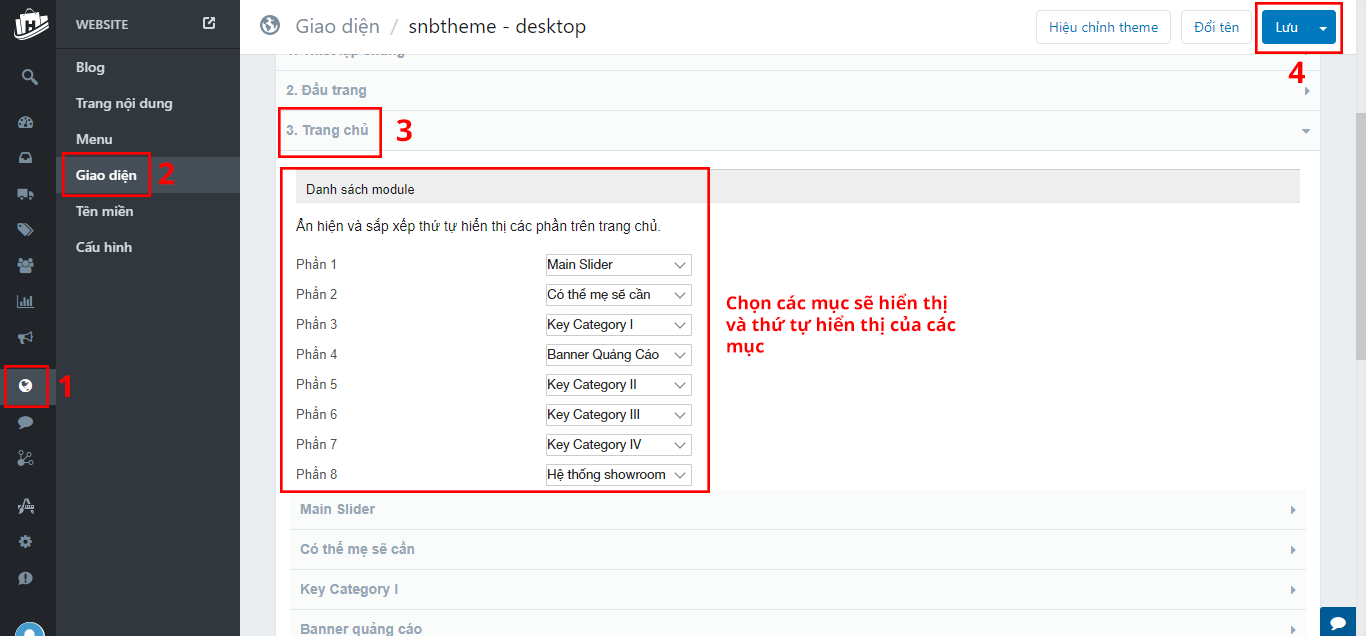 WEBSITE
Blog
Trang nội dung
Menu
Giao diện
2
Tên miền
Cấu hình
1
Giao diện / snbtheme - desktop
Hiệu chỉnh theme
Đổi tên
Lưu
4
2. Đầu trang
3. Trang chủ
3
Danh sách module
Ẩn hiện và sắp xếp thứ tự hiển thị các phần trên trang chủ.
Phần 1 Main Slider
Phần 2 Có thể mẹ sẽ cần
Phần 3 Key Category I
Phần 4 Banner Quảng Cáo
Phần 5 Key Category II
Phần 6 Key Category III
Phần 7 Key Category IV
Phần 8 Hệ thống showroom
Chọn các mục sẽ hiển thị
và thứ tự hiển thị của các
mục
Main Slider
Có thể mẹ sẽ cần
Key Category I
Banner quảng cáo